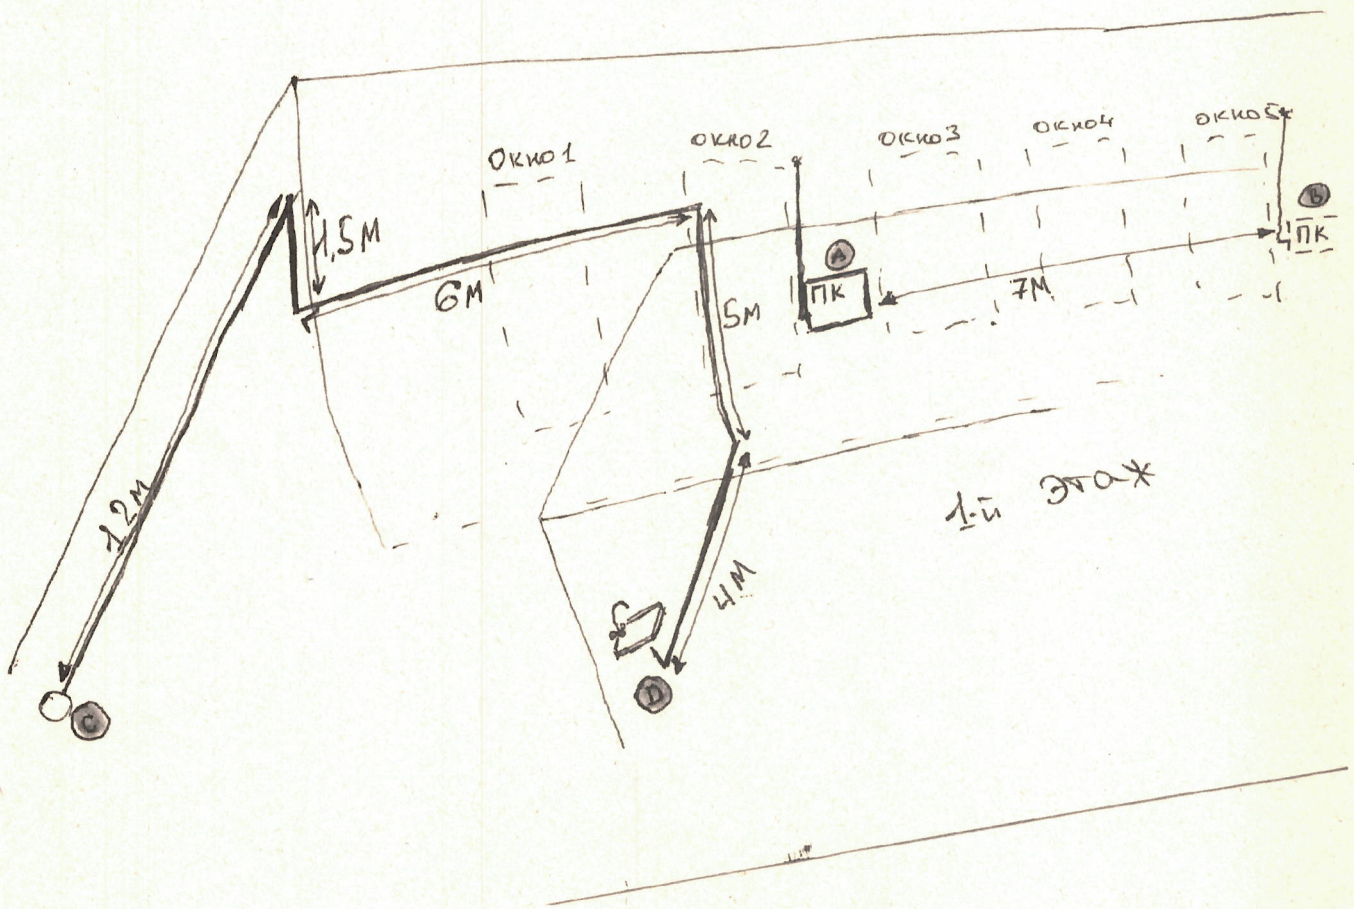 окно1
окно2
окно3
окно4
окно5
1,5м
6м
5м
A
ПК
7м
B
ПК
12м
1-й этаж
4м
C
D